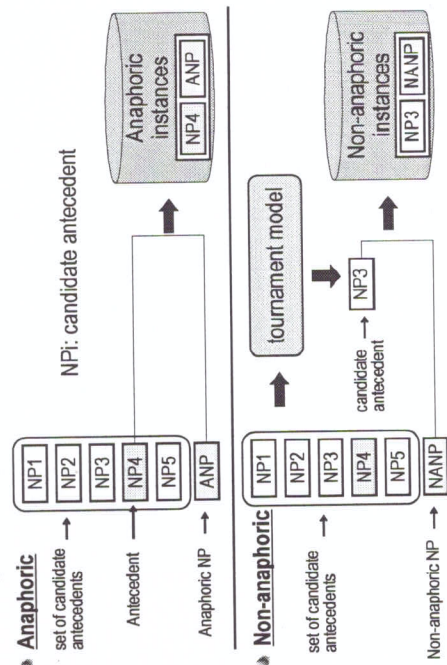 Anaphoric
NPi: candidate antecedent
set of candidate
antecedents
NP1
NP2
NP3
NP4
NP5
Antecedent
Anaphoric NP
ANP
Anaphoric
instances
NP4 ANP
Non-anaphoric
set of candidate
antecedents
NP1
NP2
NP3
NP4
NP5
Non-anaphoric NP
NANP
tournament model
candidate
antecedent
NP3
Non-anaphoric
instances
NP3 NANP